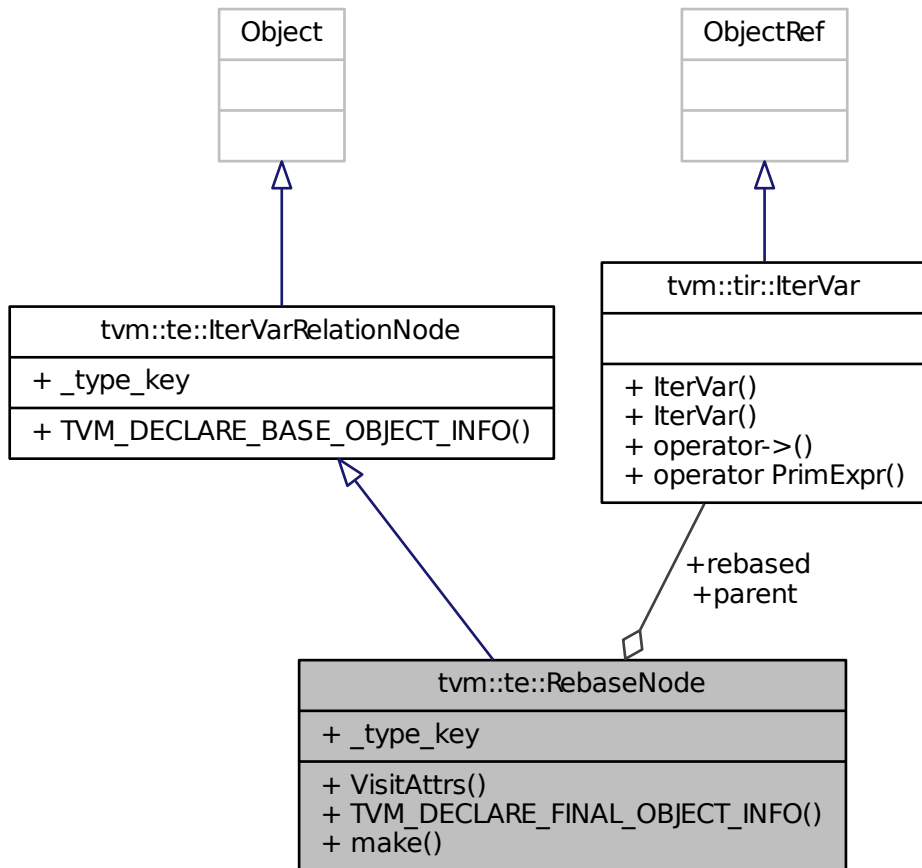 Object
ObjectRef
tvm::te::IterVarRelationNode
+ _type_key
+ TVM_DECLARE_BASE_OBJECT_INFO()
tvm::tir::IterVar
+ IterVar()
+ IterVar()
+ operator->()
+ operator PrimExpr()
+rebased
+parent
tvm::te::RebaseNode
+ _type_key
+ VisitAttrs()
+ TVM_DECLARE_FINAL_OBJECT_INFO()
+ make()